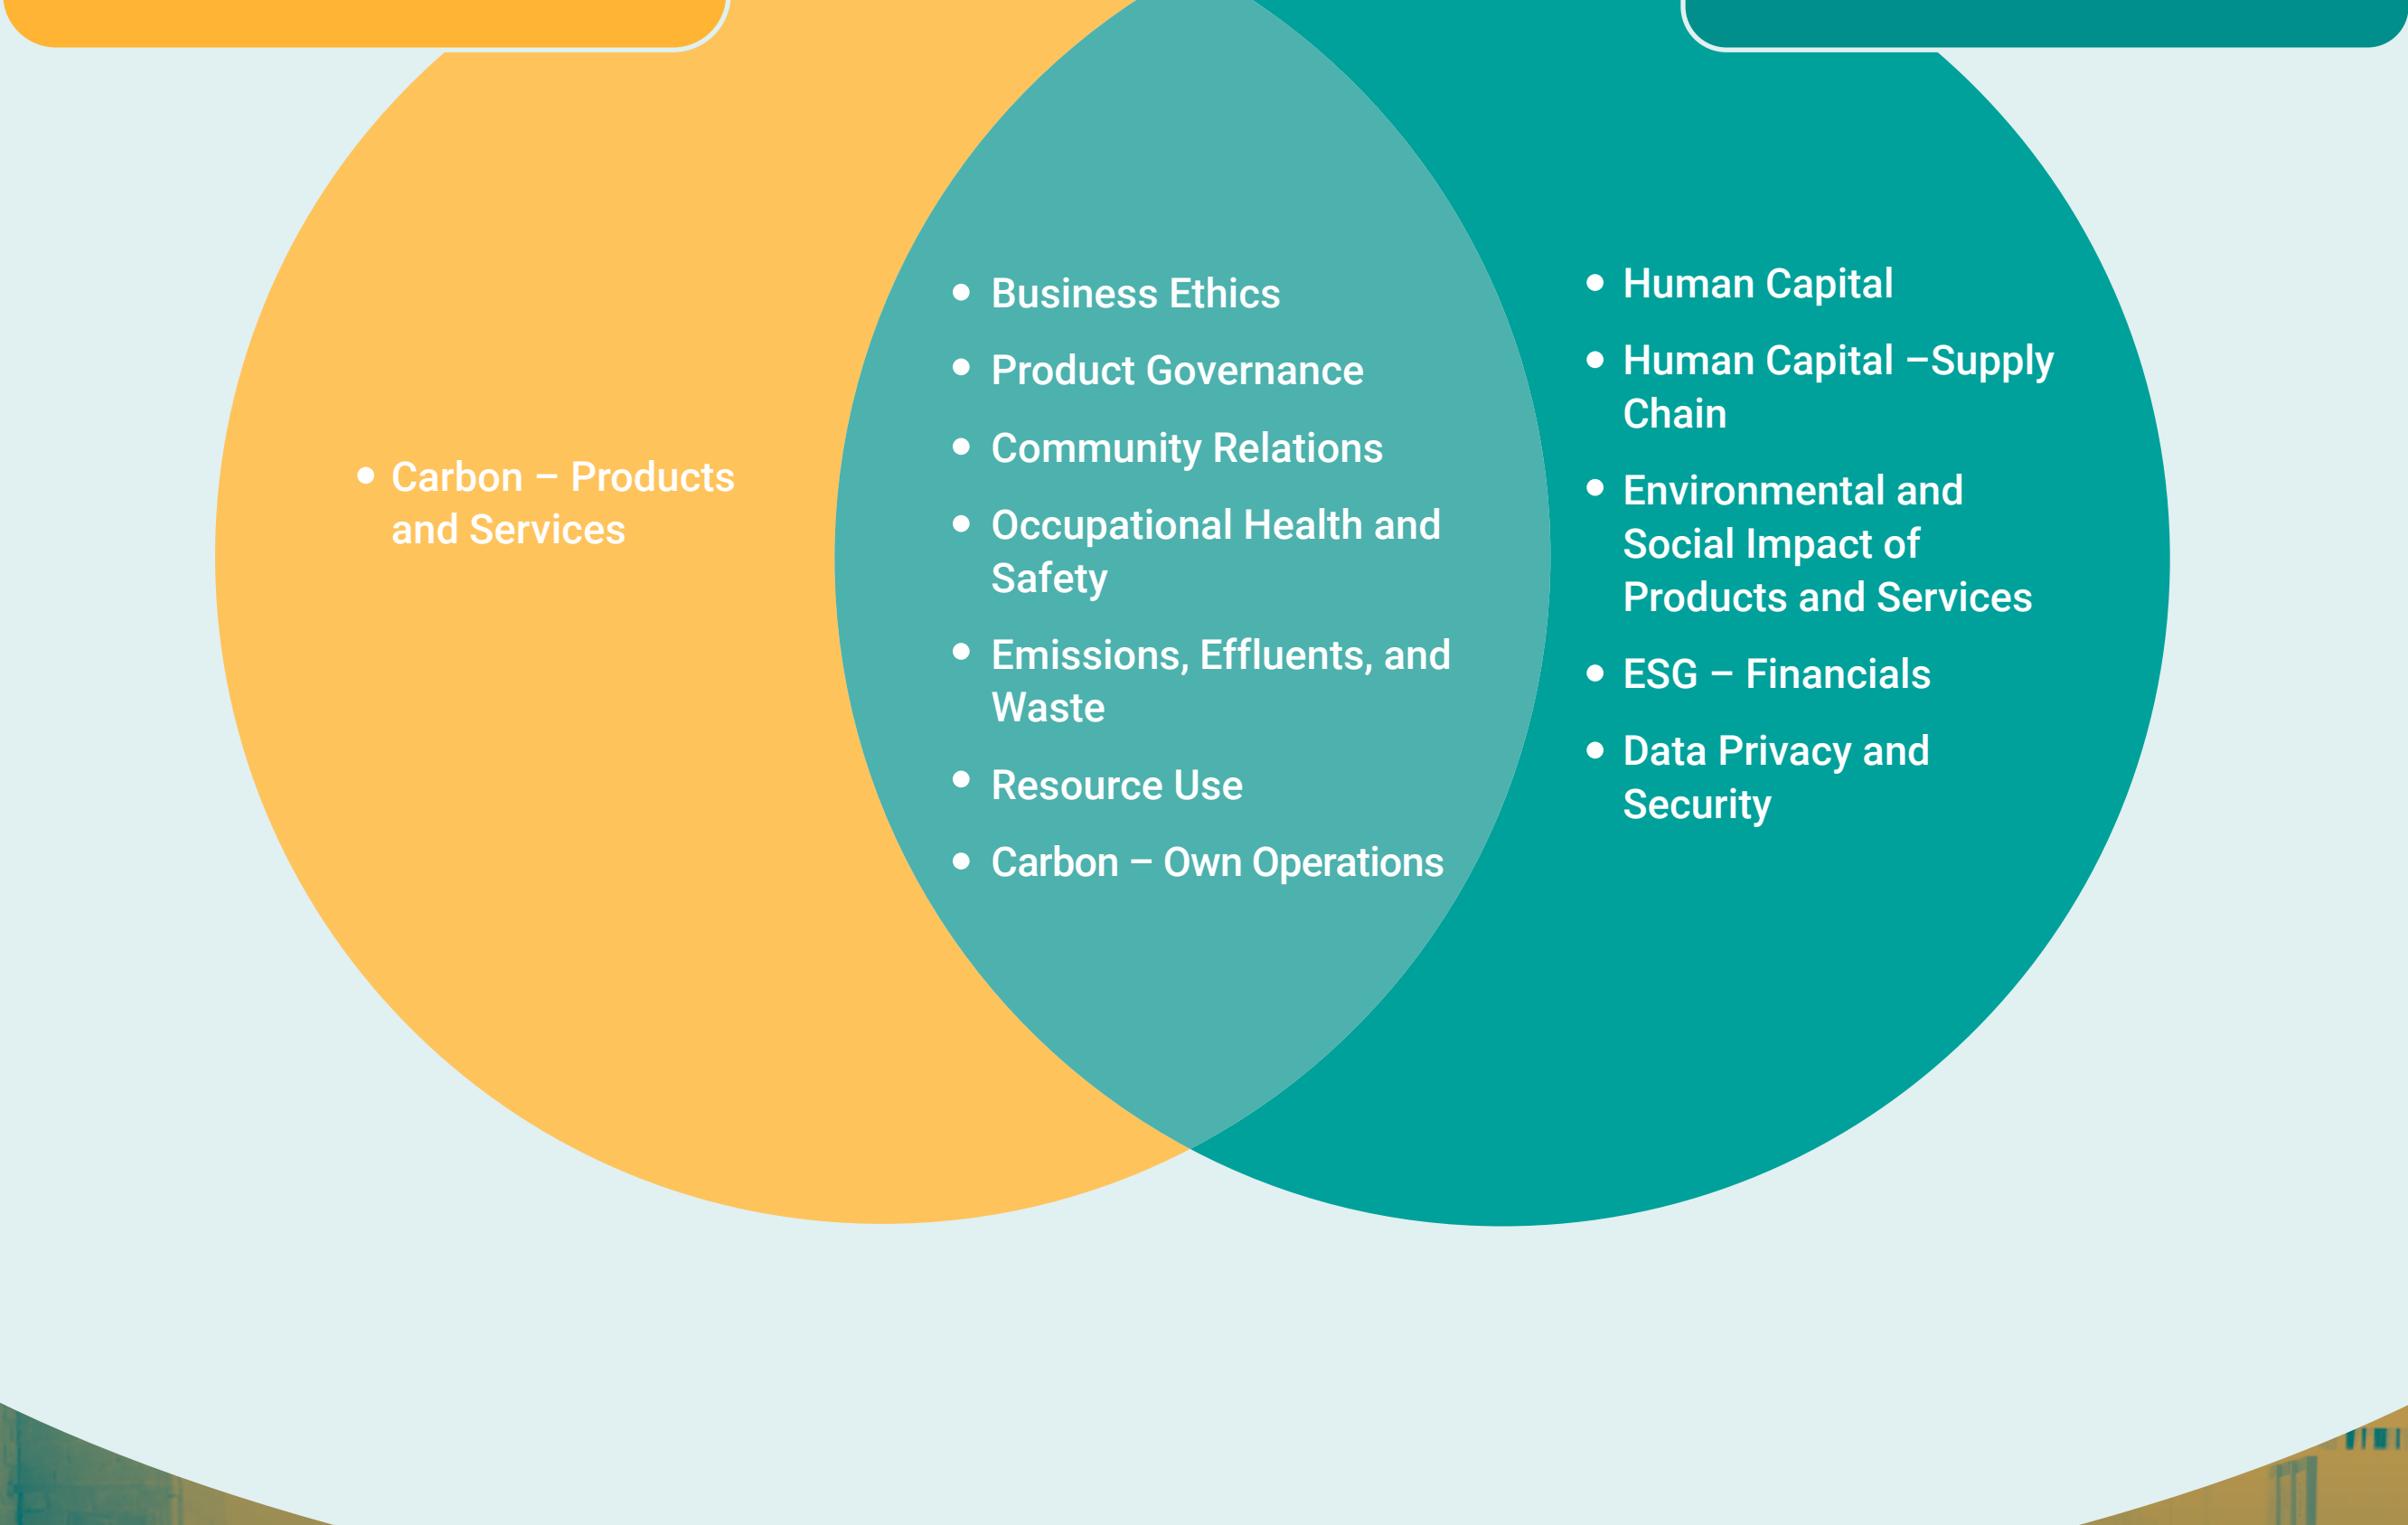 Carbon – Products
and Services
Business Ethics
Product Governance
Community Relations
Occupational Health and
Safety
Emissions, Effluents, and
Waste
Resource Use
Carbon – Own Operations
Human Capital
Human Capital –Supply
Chain
Environmental and
Social Impact of
Products and Services
ESG – Financials
Data Privacy and
Security